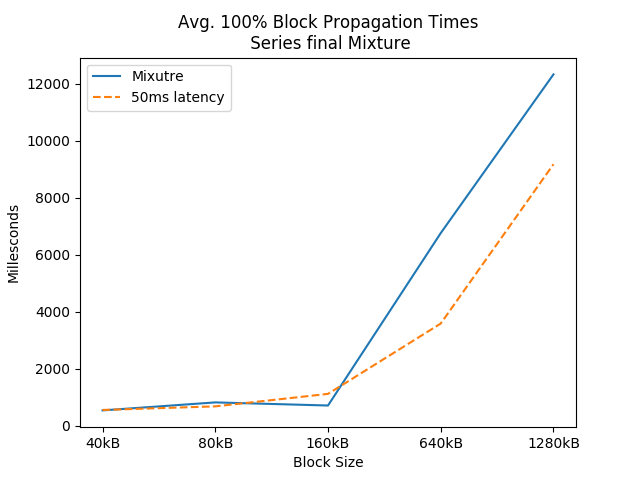 Avg. 100% Block Propagation Times
Series final Mixture
Mixutre
50ms latency
12000
10000
8000
6000
4000
2000
0
Millesconds
40kB 80kB 160kB 640kB 1280kB
Block Size